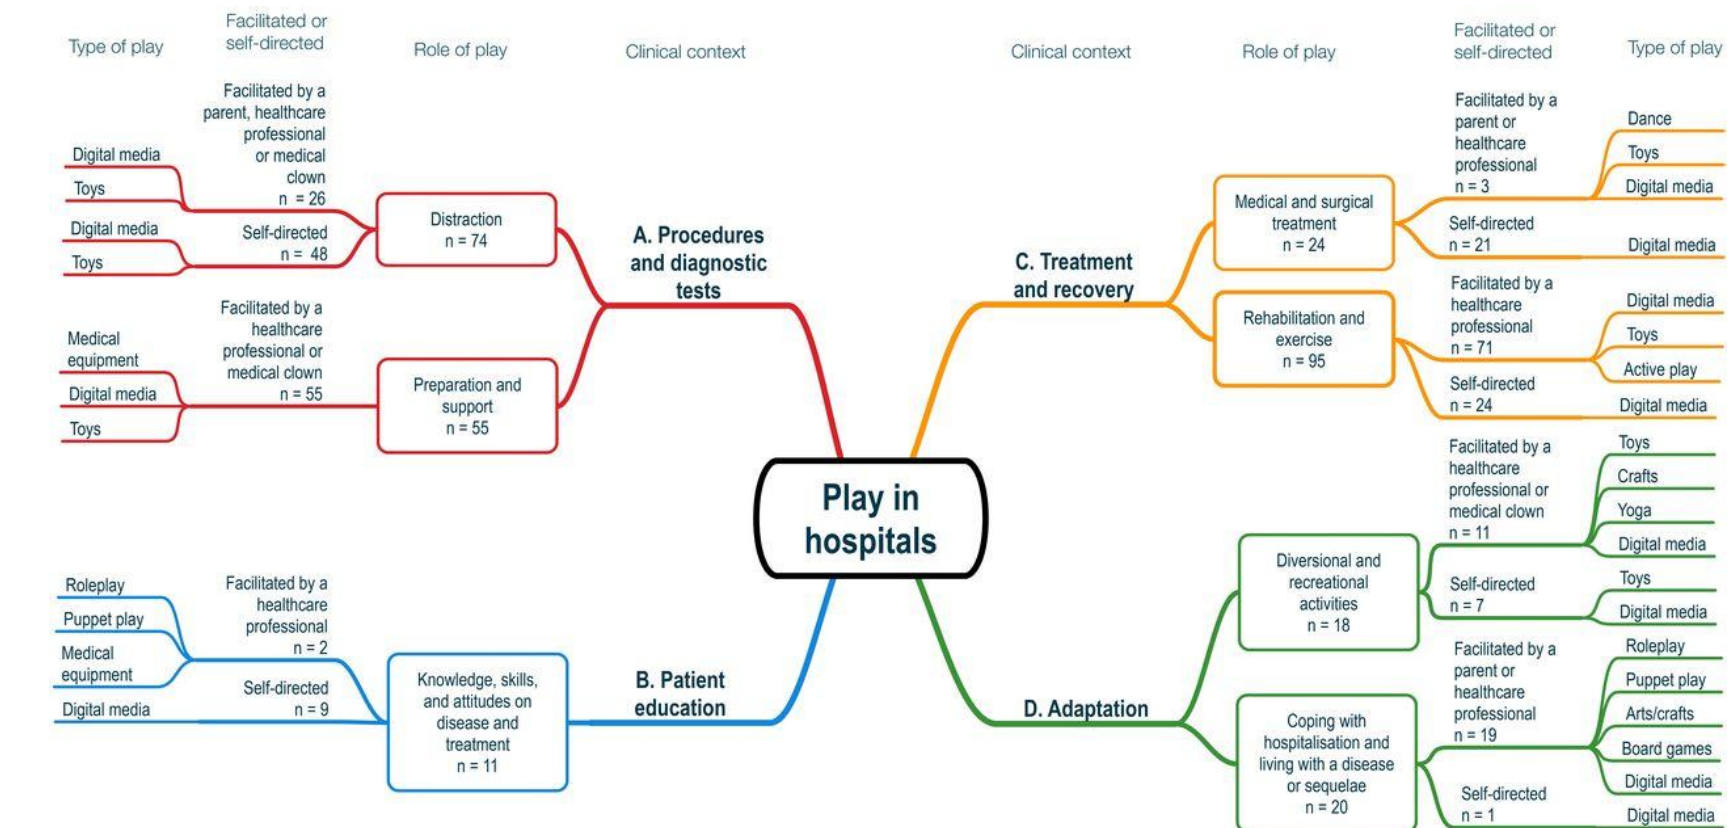 Type of play
Facilitated or
self-directed
Role of play
Clinical context
Clinical context
Role of play
Facilitated or
self-directed
Type of play
A. Procedures
and diagnostic
tests
Distraction
n = 74
Facilitated by a
parent, healthcare
professional
or medical
clown
n = 26
Digital media
Toys
Self-directed
n = 48
Digital media
Toys
Preparation and
support
n = 55
Facilitated by a
healthcare
professional or
medical clown
n = 55
Medical
equipment
Digital media
Toys
Play in
hospitals
B. Patient
education
Knowledge, skills,
and attitudes on
disease and
treatment
n = 11
Facilitated by a
healthcare
professional
n = 2
Roleplay
Puppet play
Medical
equipment
Self-directed
n = 9
Digital media
C. Treatment
and recovery
Medical and surgical
treatment
n = 24
Facilitated by a
parent or
healthcare
professional
n = 3
Dance
Toys
Digital media
Self-directed
n = 21
Digital media
Rehabilitation and
exercise
n = 95
Facilitated by a
healthcare
professional
n = 71
Digital media
Toys
Active play
Self-directed
n = 24
Digital media
D. Adaptation
Diversional and
recreational
activities
n = 18
Facilitated by a
healthcare
professional or
medical clown
n = 11
Toys
Crafts
Yoga
Digital media
Self-directed
n = 7
Toys
Digital media
Coping with
hospitalisation and
living with a disease
or sequelae
n = 20
Facilitated by a
parent or
healthcare
professional
n = 19
Roleplay
Puppet play
Arts/crafts
Board games
Digital media
Self-directed
n = 1
Digital media